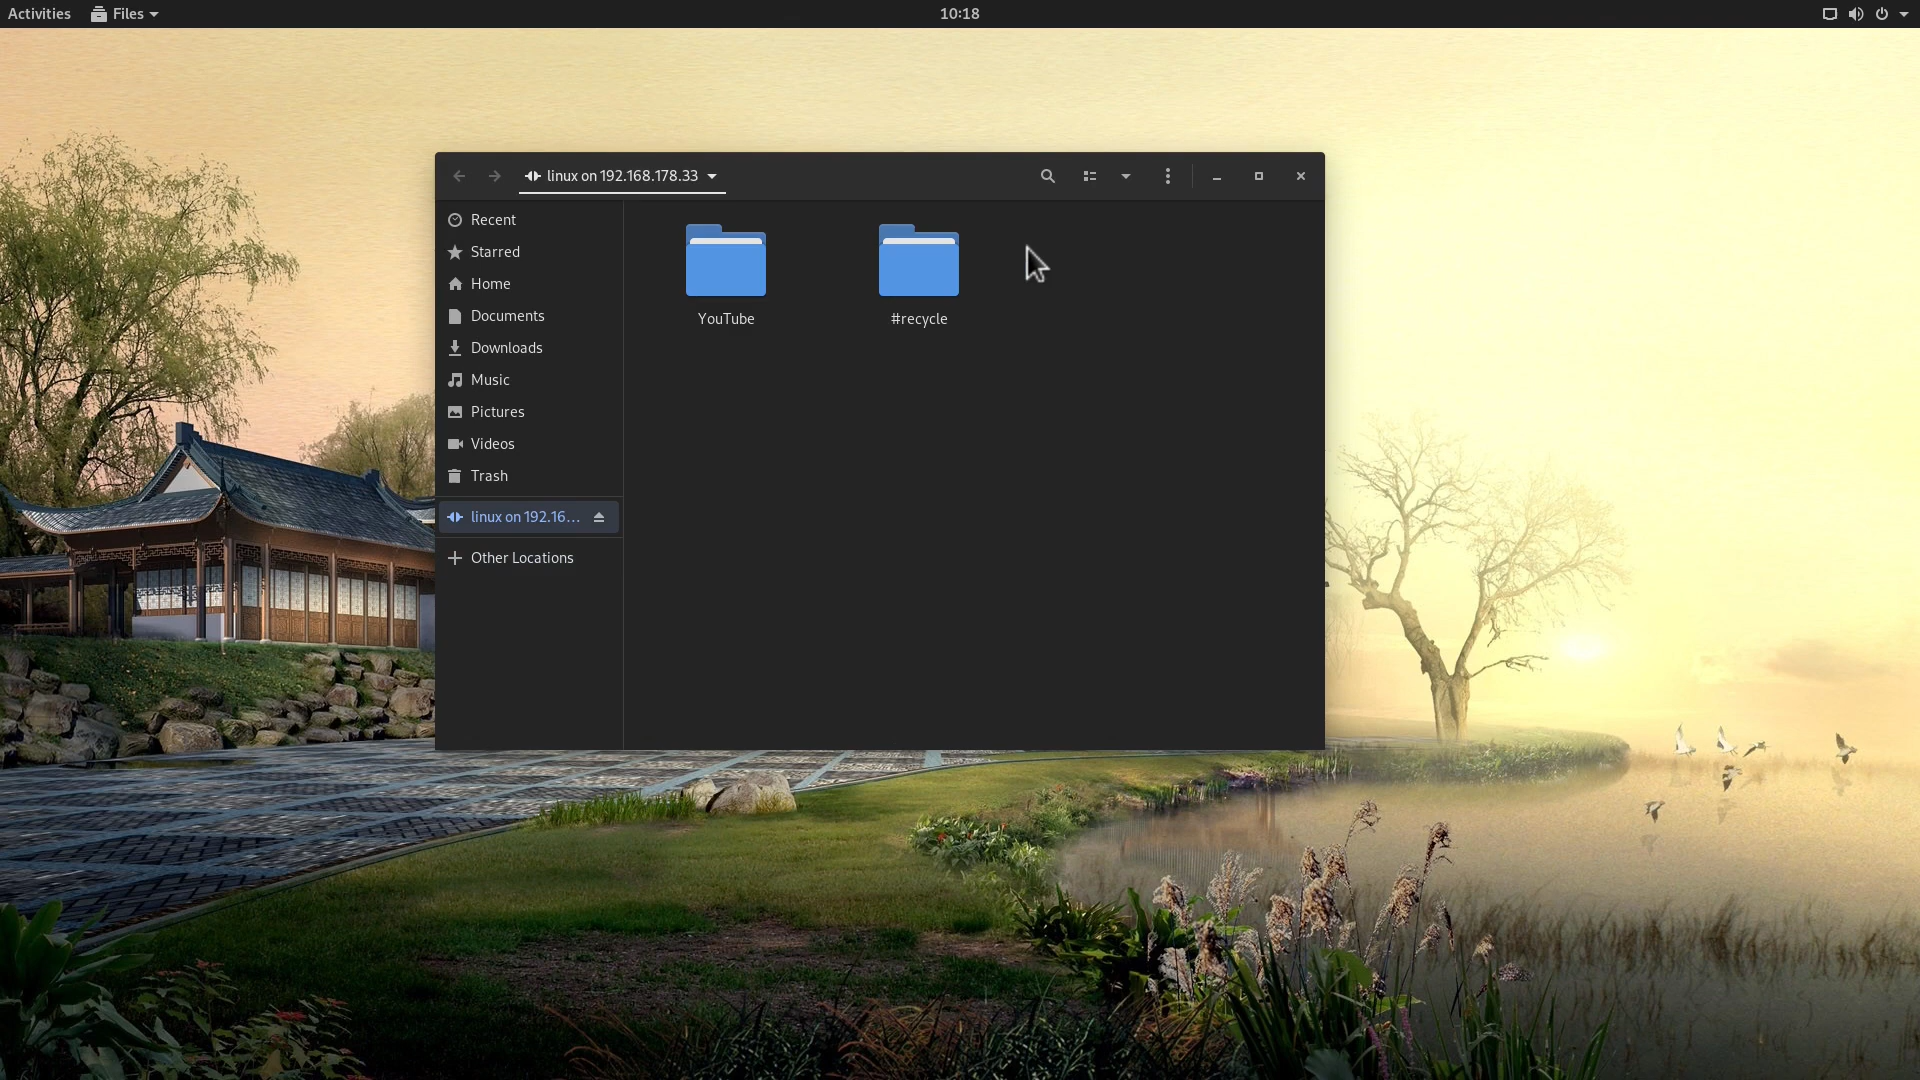 Activities Files 10:18
linux on 192.168.178.33
Recent
Starred
Home
Documents
Downloads
Music
Pictures
Videos
Trash
linux on 192.16...
Other Locations
YouTube #recycle